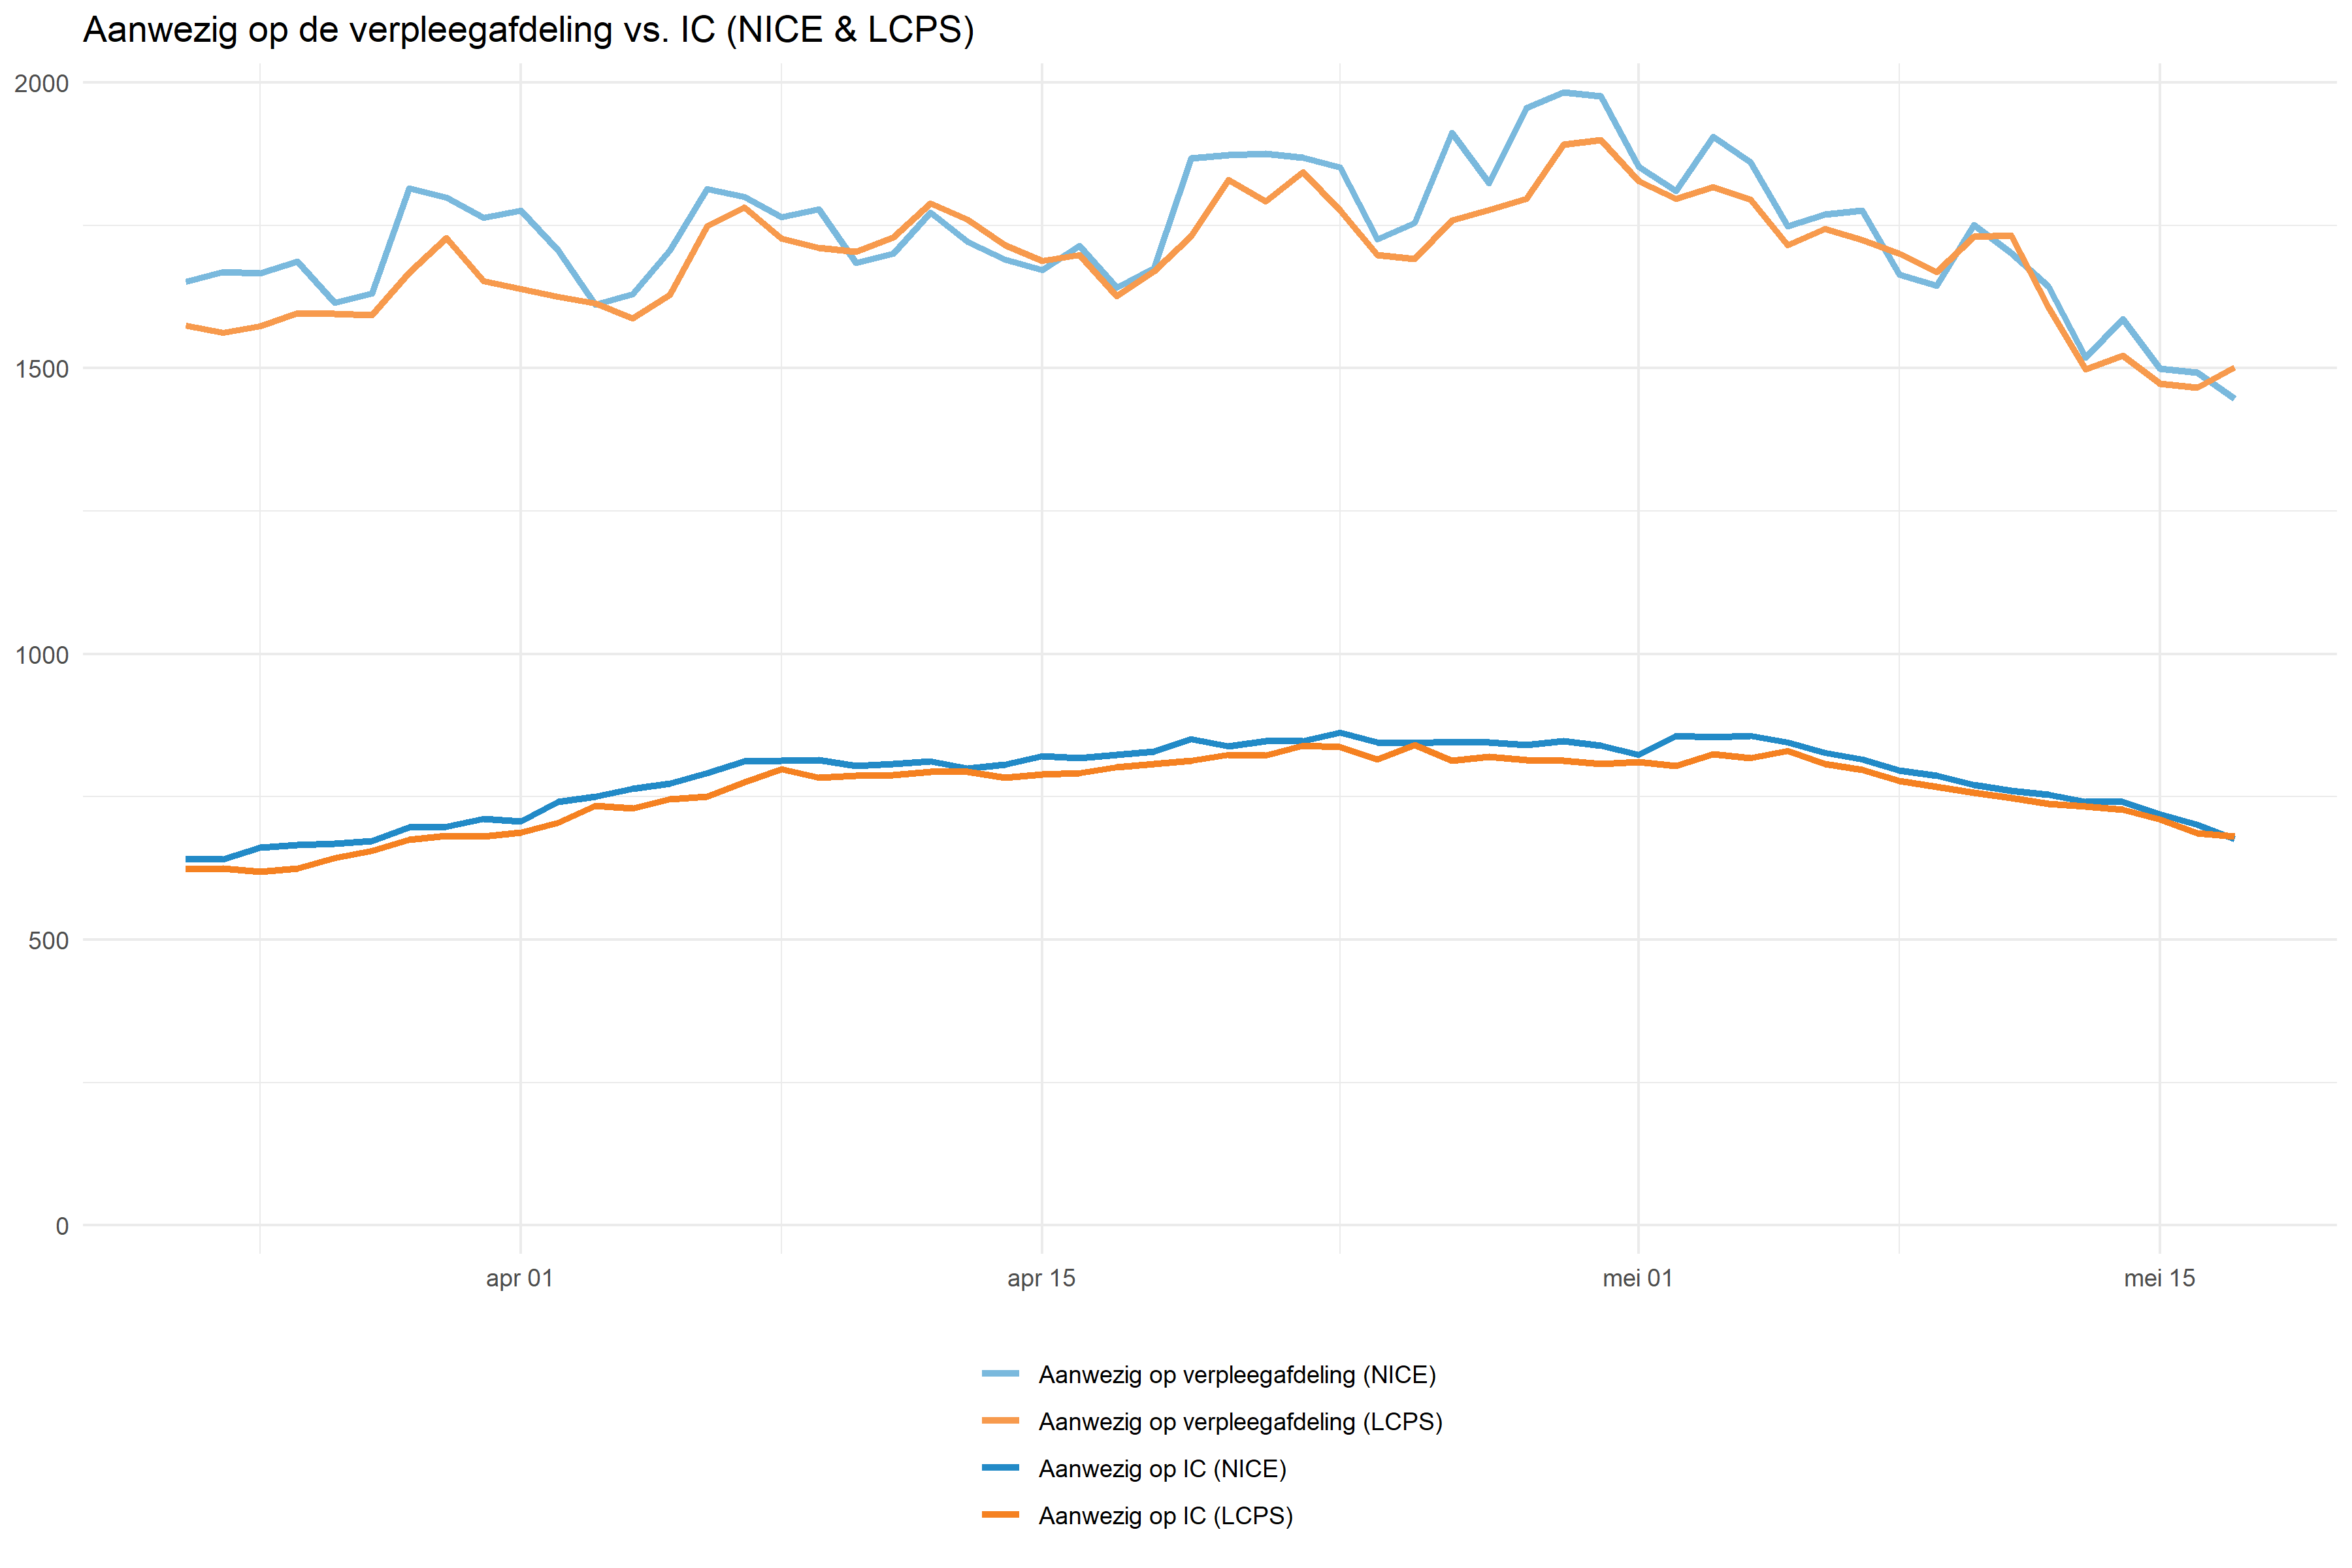 Aanwezig op de verpleegafdeling vs. IC (NICE & LCPS)
2000
1500
1000
500
0
apr 01
apr 15
mei 01
mei 15
Aanwezig op verpleegafdeling (NICE)
Aanwezig op verpleegafdeling (LCPS)
Aanwezig op IC (NICE)
Aanwezig op IC (LCPS)